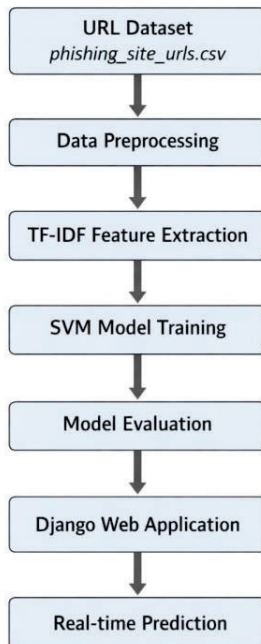 URL Dataset
phishing_site_urls.csv
Data Preprocessing
TF-IDF Feature Extraction
SVM Model Training
Model Evaluation
Django Web Application
Real-time Prediction